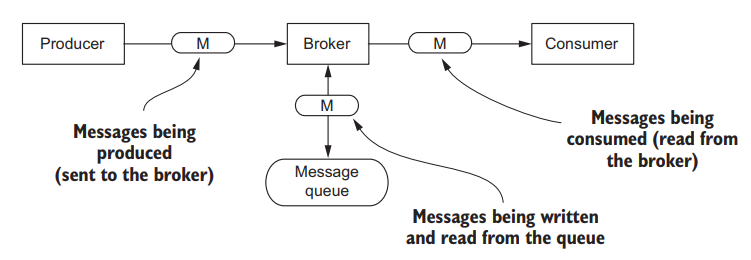 Producer
M
Broker
M
Consumer
M
Messages being
produced
(sent to the broker)
Message
queue
Messages being
consumed (read from
the broker)
Messages being written
and read from the queue